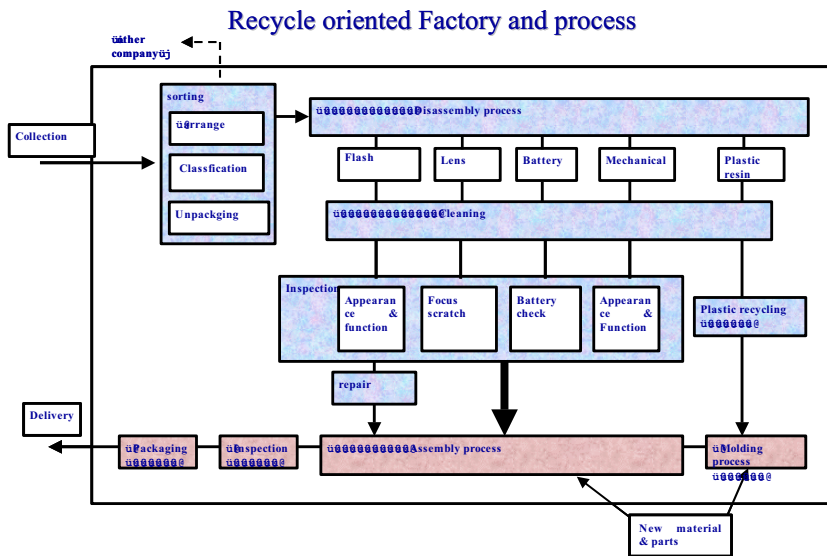 Recycle oriented Factory and process
other
company
sorting
arrange
Classfication
Unpackging
Collection
Disassembly process
Flash
Lens
Battery
Mechanical
Plastic
resin
Cleaning
Inspection
Appearance &
function
Focus
scratch
Battery
check
Appearan
ce &
Function
Plastic recycling
repair
Delivery
Packaging
Inspection
Assembly process
Molding
process
New material
& parts